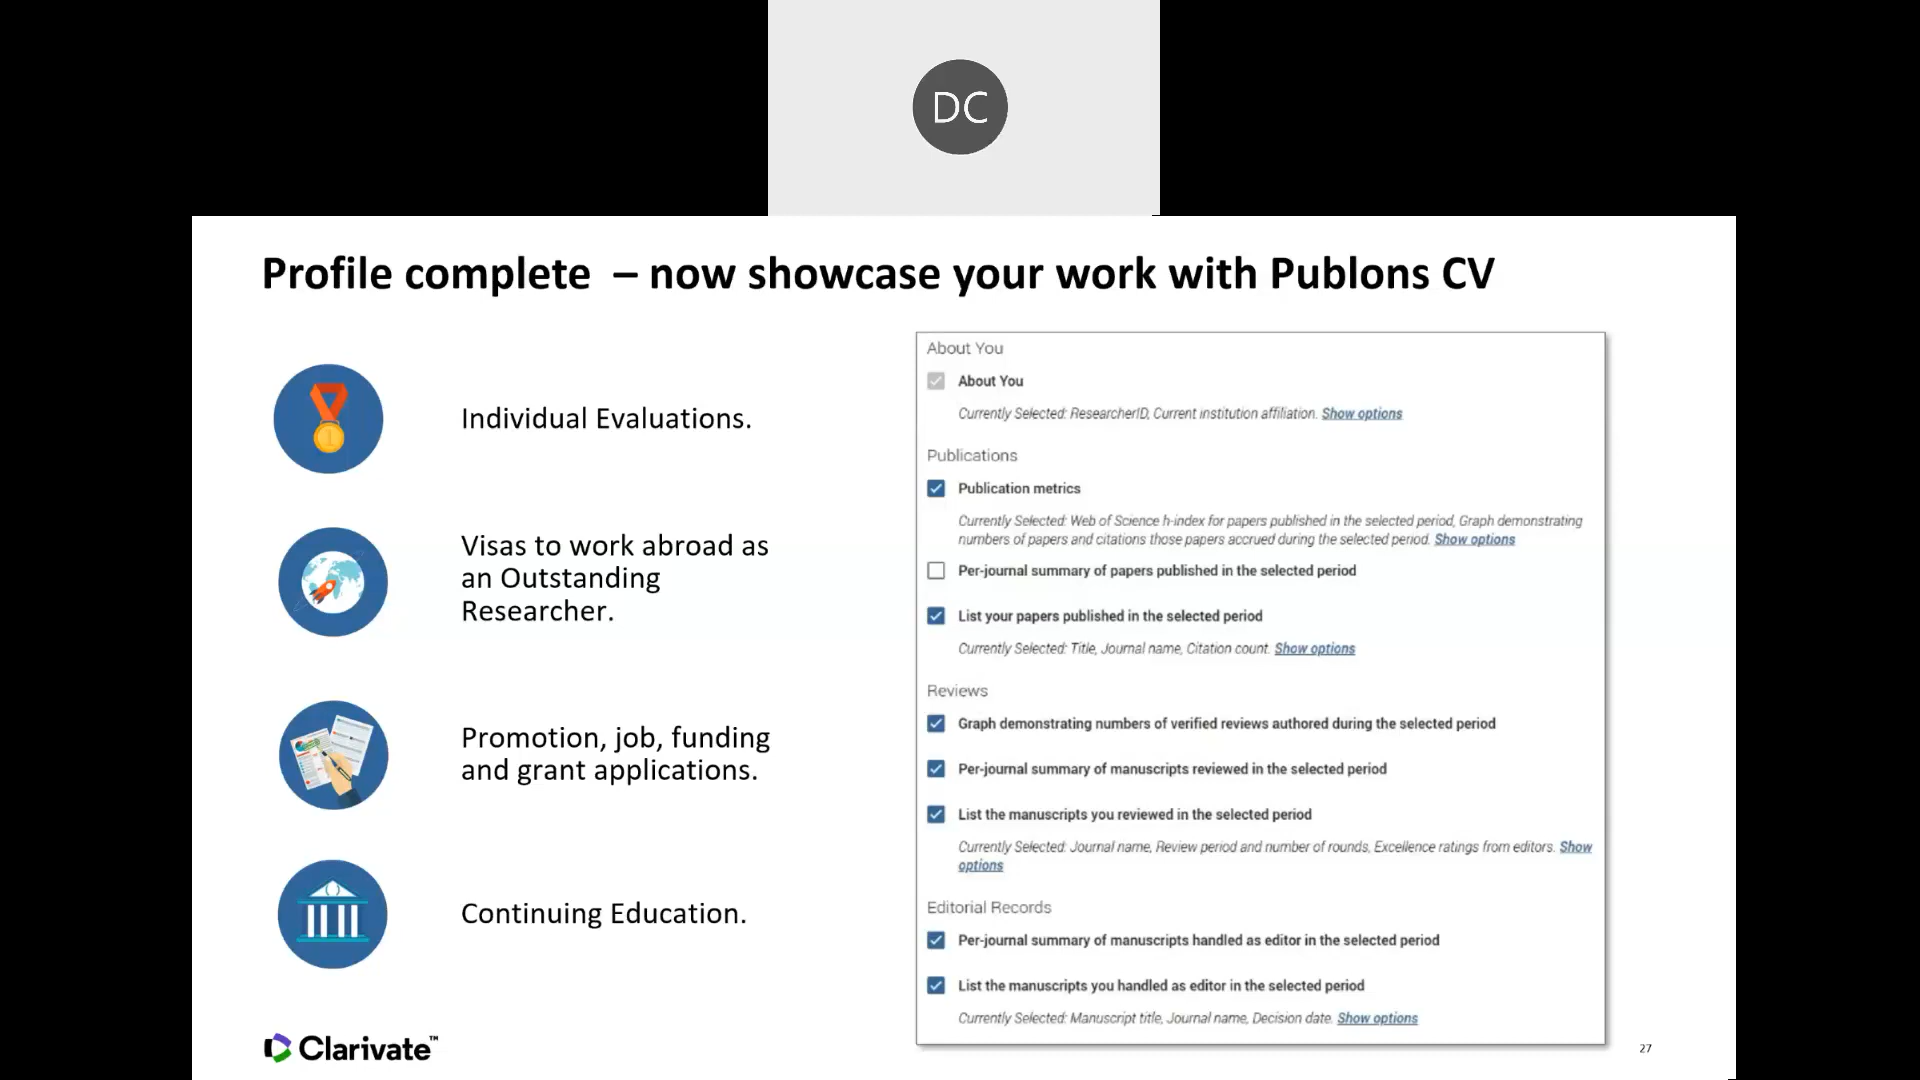 DC
Profile complete – now showcase your work with Publons CV
Individual Evaluations.
Visas to work abroad as
an Outstanding
Researcher.
Promotion, job, funding
and grant applications.
Continuing Education.
About You
About You
Currently Selected: ResearcherID, Current institution affiliation. Show options
Publications
Publication metrics
Currently Selected: Web of Science h-index for papers published in the selected period, Graph demonstrating
numbers of papers and citations those papers accrued during the selected period. Show options
Per-journal summary of papers published in the selected period
List your papers published in the selected period
Currently Selected: Title, Journal name, Citation count. Show options
Reviews
Graph demonstrating numbers of verified reviews authored during the selected period
Per-journal summary of manuscripts reviewed in the selected period
List the manuscripts you reviewed in the selected period
Currently Selected: Journal name, Review period and number of rounds, Excellence ratings from editors. Show
options
Editorial Records
Per-journal summary of manuscripts handled as editor in the selected period
List the manuscripts you handled as editor in the selected period
Currently Selected: Manuscript title, Journal name, Decision date. Show options
Clarivate™
27